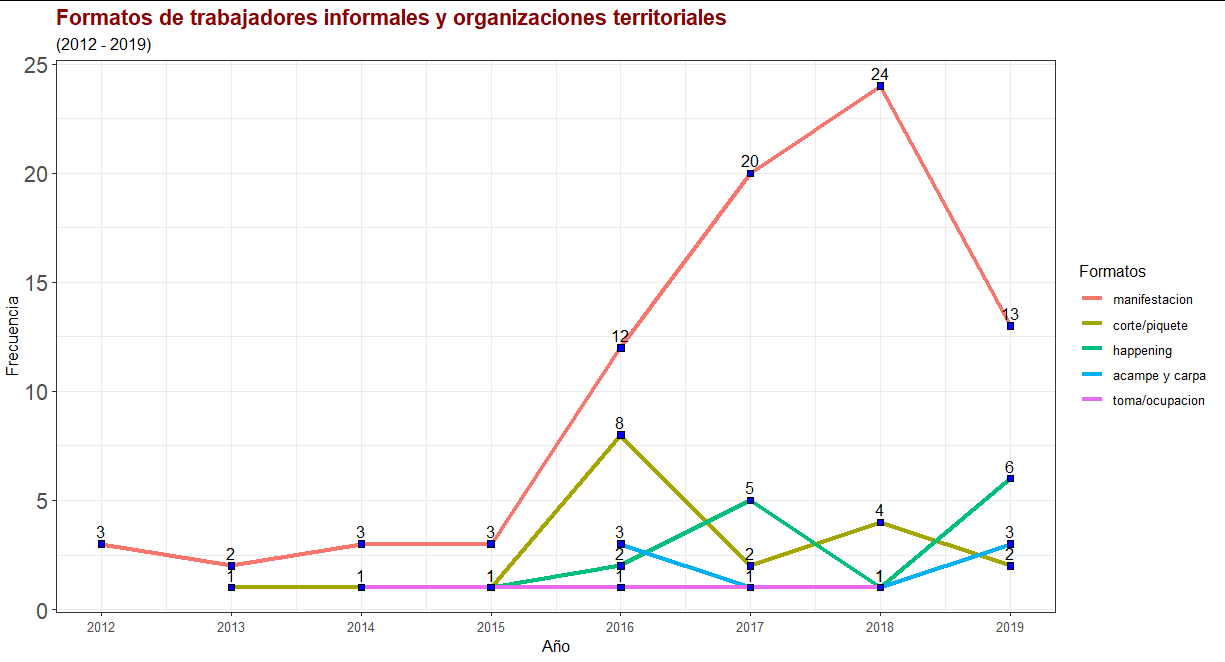 Formatos de trabajadores informales y organizaciones territoriales
(2012 - 2019)
25
20
15
10
5
0
Frecuencia
3
2
1
3
1
3
1
12
8
3
2
1
20
5
2
1
24
4
1
13
6
3
2
2012 2013 2014 2015 2016 2017 2018 2019
Año
Formatos
manifestacion
corte/piquete
happening
acampe y carpa
toma/ocupacion